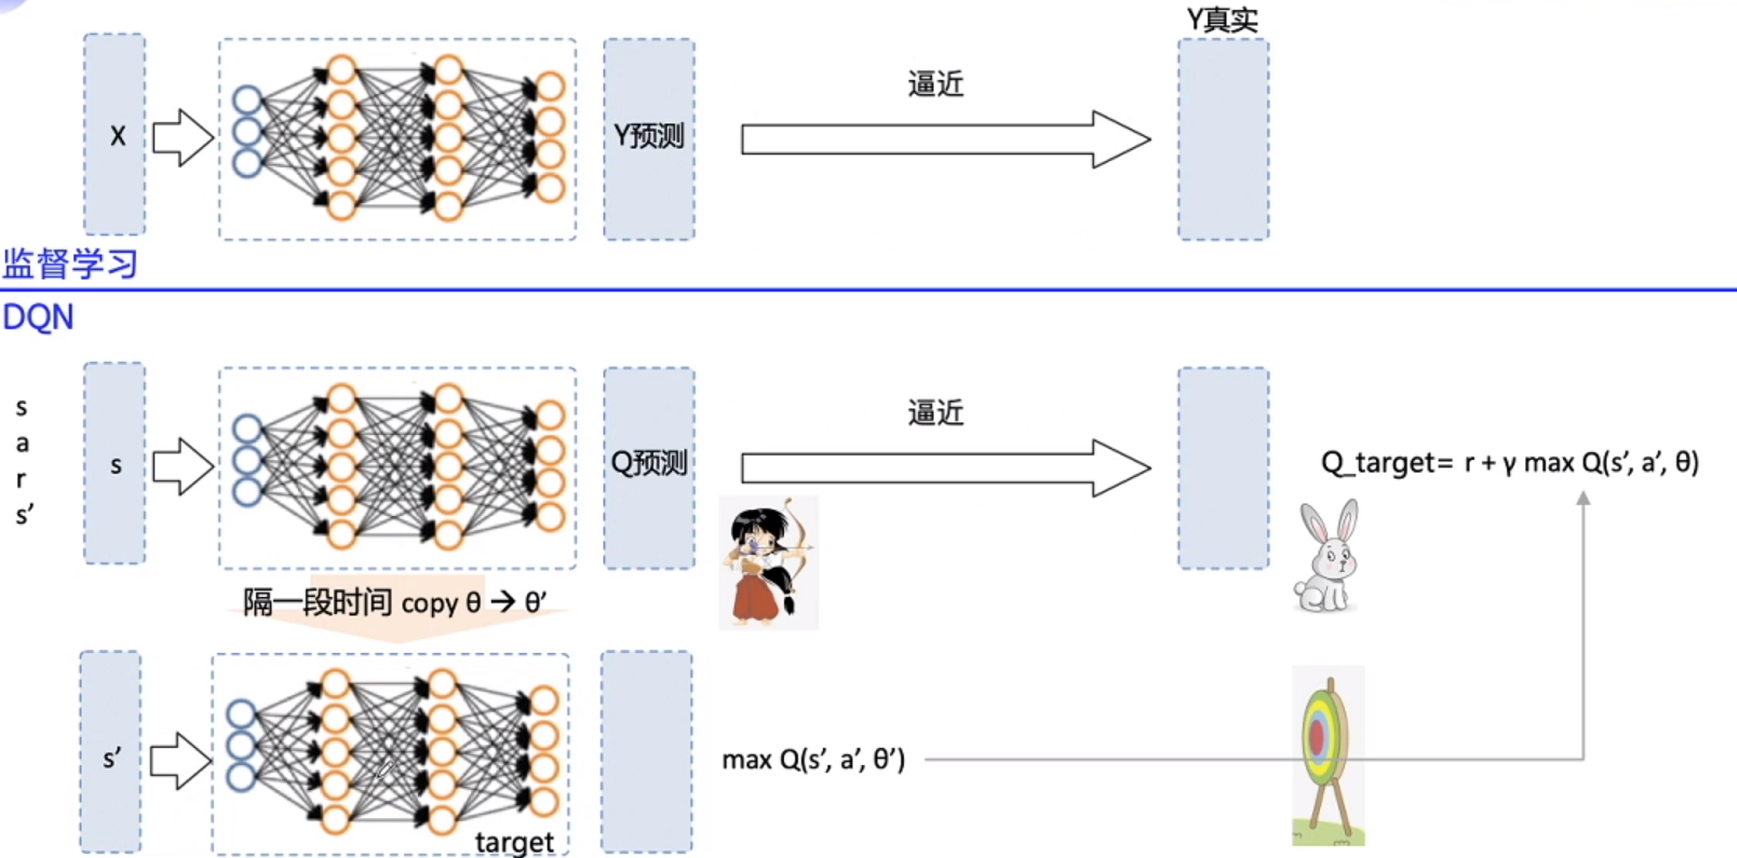 Y真实
逼近
X
Y预测
监督学习
DQN
s
a
r
s′
s
Q预测
逼近
Q_target= r + γ max Q(s′, a′, θ)
隔一段时间 copy θ → θ′
s′
max Q(s′, a′, θ′)
target